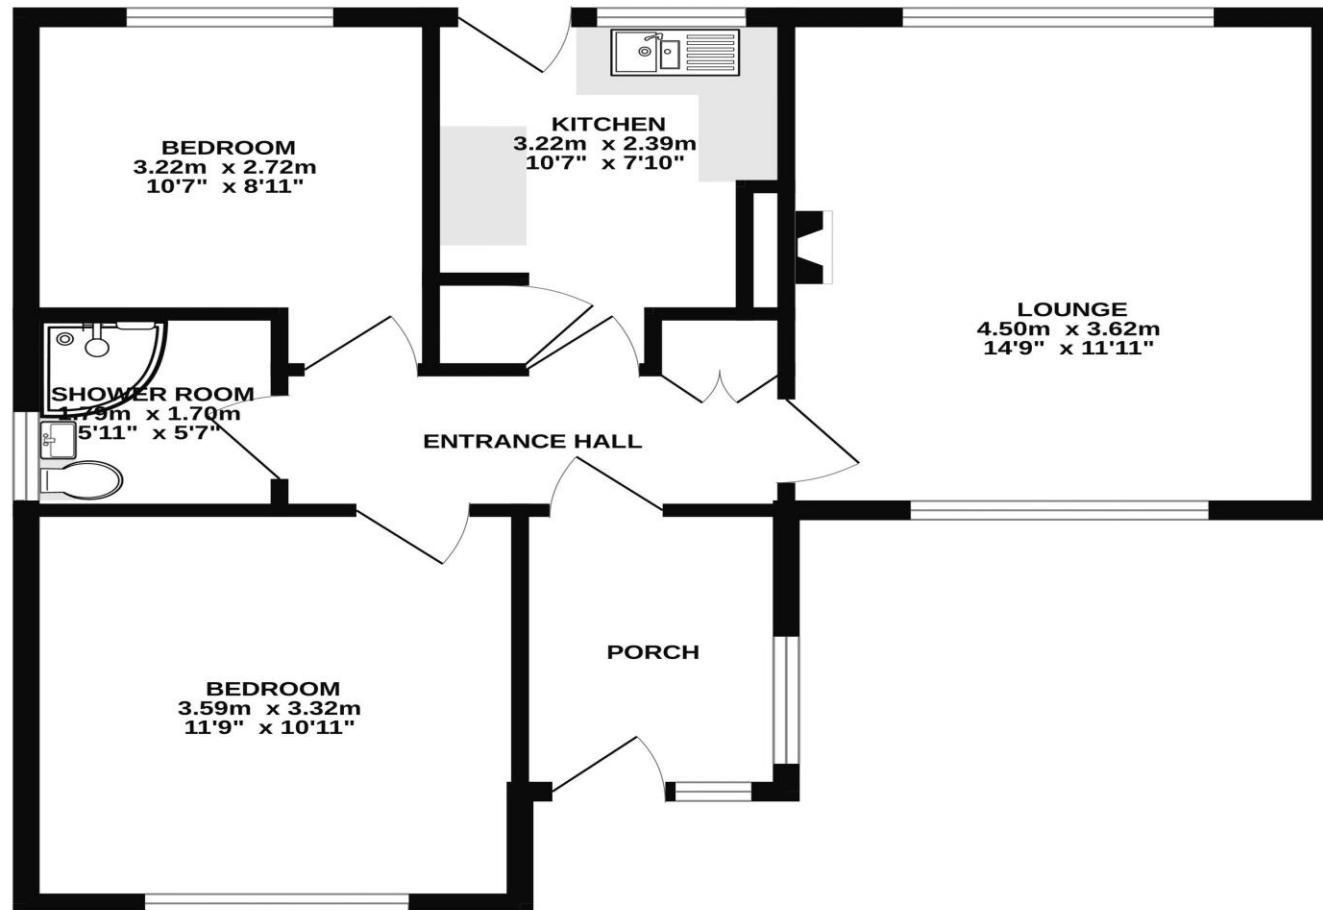 BEDROOM
3.22m x 2.72m
10'7" x 8'11"
KITCHEN
3.22m x 2.39m
10'7" x 7'10"
LOUNGE
4.50m x 3.62m
14'9" x 11'11"
SHOWER ROOM
1.79m x 1.70m
5'11" x 5'7"
ENTRANCE HALL
BEDROOM
3.59m x 3.32m
11'9" x 10'11"
PORCH